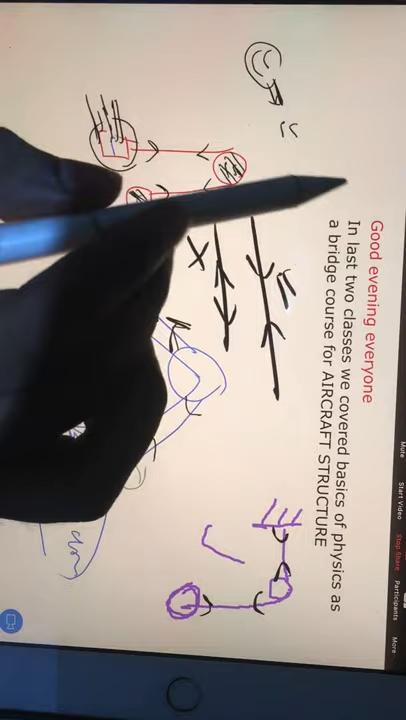 Mute
Start Video
Stop Share
Participants
More
Good evening everyone
In last two classes we covered basics of physics as
a bridge course for AIRCRAFT STRUCTURE